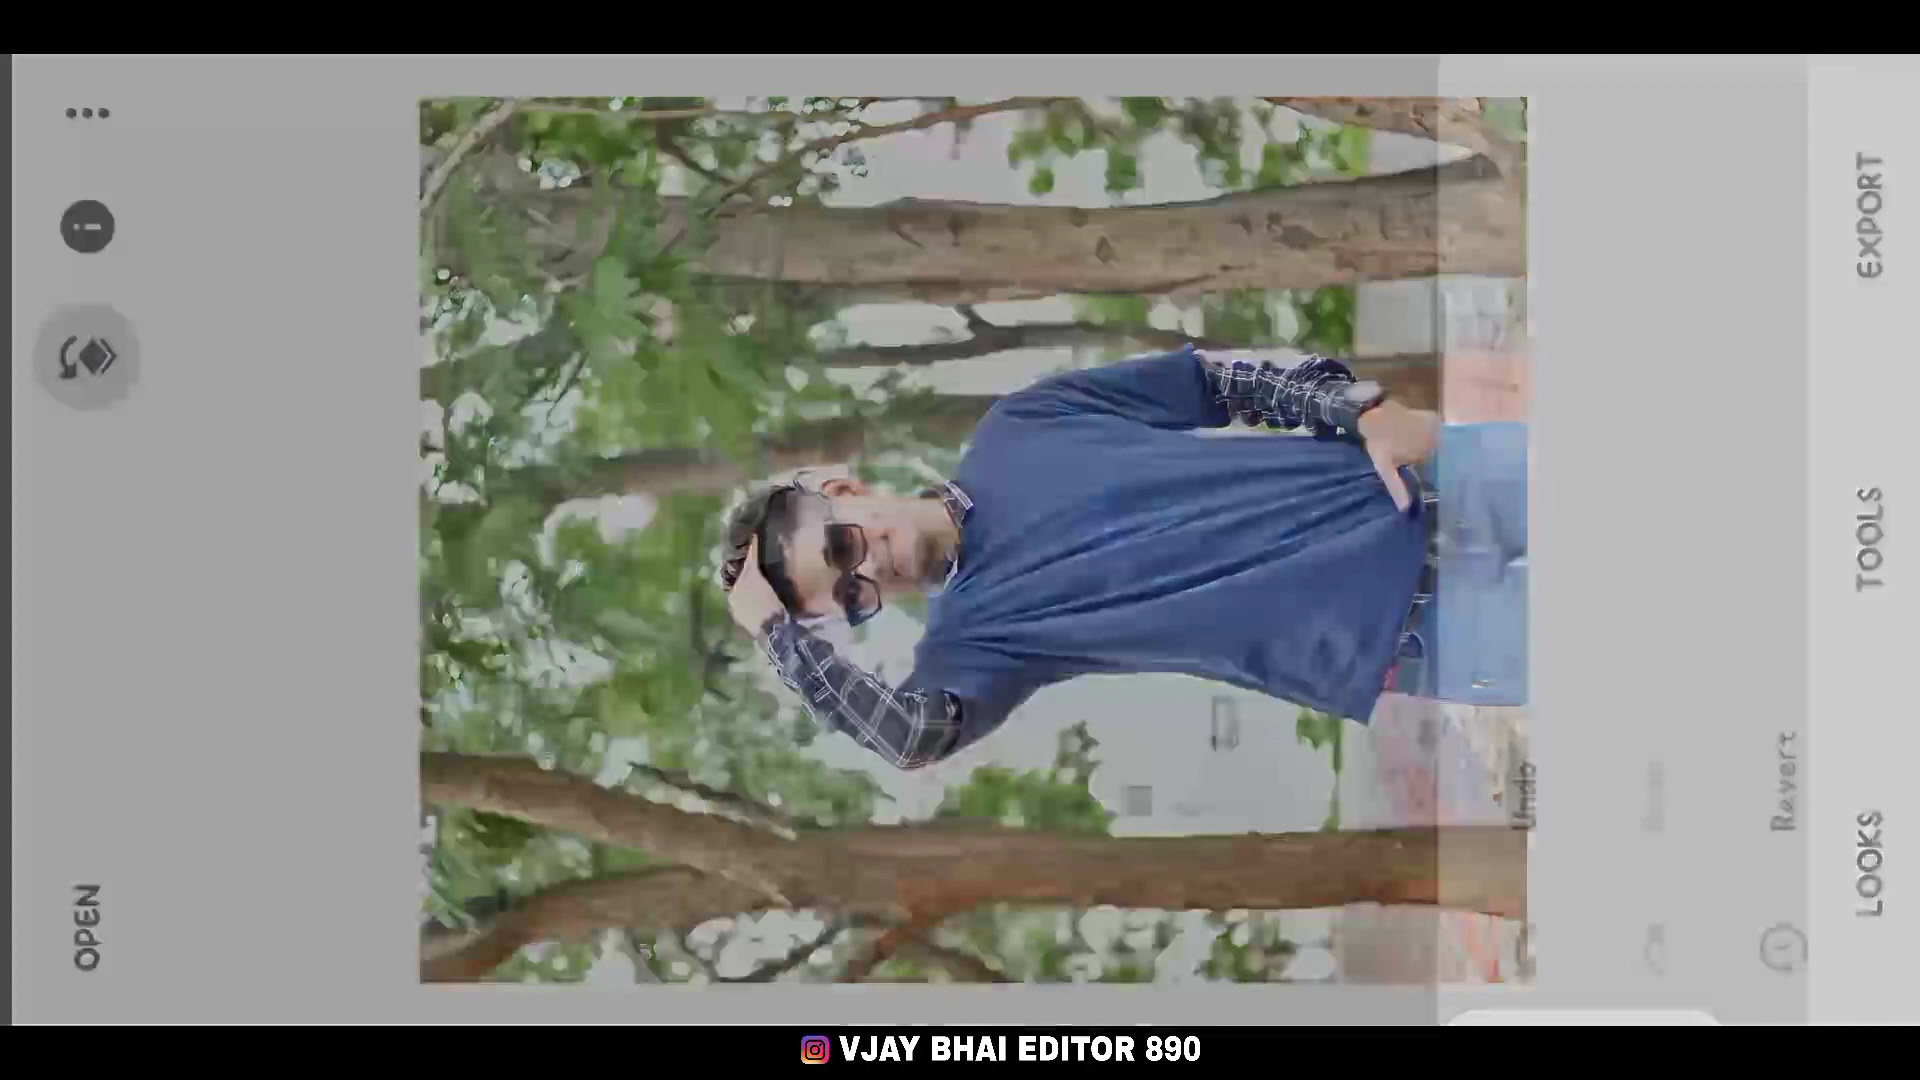 OPEN
Undo
Revert
LOOKS
TOOLS
EXPORT
VJAY BHAI EDITOR 890